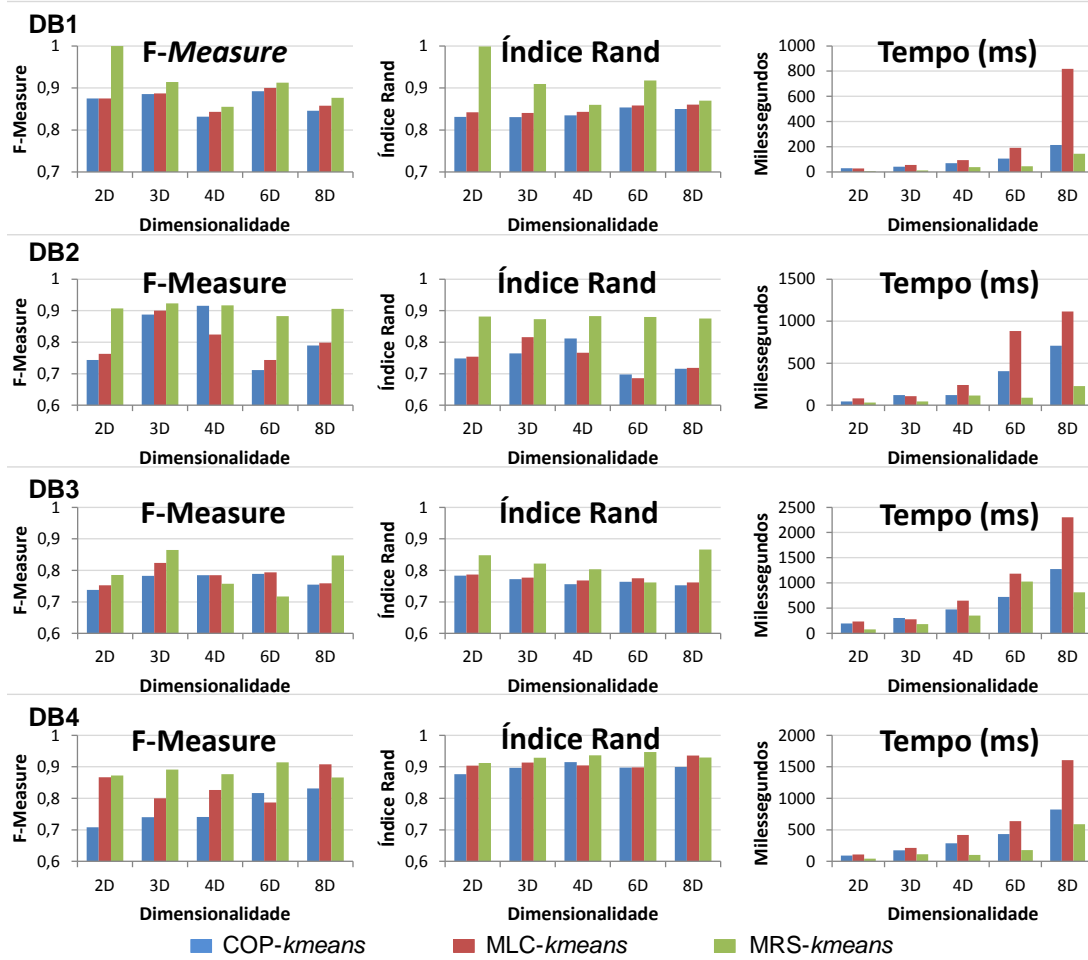 DB1
F-Measure
F-Measure
1
0,9
0,8
0,7
2D 3D 4D 6D 8D
Dimensionalidade
Índice Rand
Índice Rand
1
0,9
0,8
0,7
2D 3D 4D 6D 8D
Dimensionalidade
Tempo (ms)
Milessegundos
1000
800
600
400
200
0
2D 3D 4D 6D 8D
Dimensionalidade
DB2
F-Measure
F-Measure
1
0,9
0,8
0,7
0,6
2D 3D 4D 6D 8D
Dimensionalidade
Índice Rand
Índice Rand
1
0,9
0,8
0,7
0,6
2D 3D 4D 6D 8D
Dimensionalidade
Tempo (ms)
Milessegundos
1500
1000
500
0
2D 3D 4D 6D 8D
Dimensionalidade
DB3
F-Measure
F-Measure
1
0,9
0,8
0,7
0,6
2D 3D 4D 6D 8D
Dimensionalidade
Índice Rand
Índice Rand
1
0,9
0,8
0,7
0,6
2D 3D 4D 6D 8D
Dimensionalidade
Tempo (ms)
Milessegundos
2500
2000
1500
1000
500
0
2D 3D 4D 6D 8D
Dimensionalidade
DB4
F-Measure
F-Measure
1
0,9
0,8
0,7
0,6
2D 3D 4D 6D 8D
Dimensionalidade
Índice Rand
Índice Rand
1
0,9
0,8
0,7
0,6
2D 3D 4D 6D 8D
Dimensionalidade
Tempo (ms)
Milessegundos
2000
1500
1000
500
0
2D 3D 4D 6D 8D
Dimensionalidade
COP-kmeans MLC-kmeans MRS-kmeans